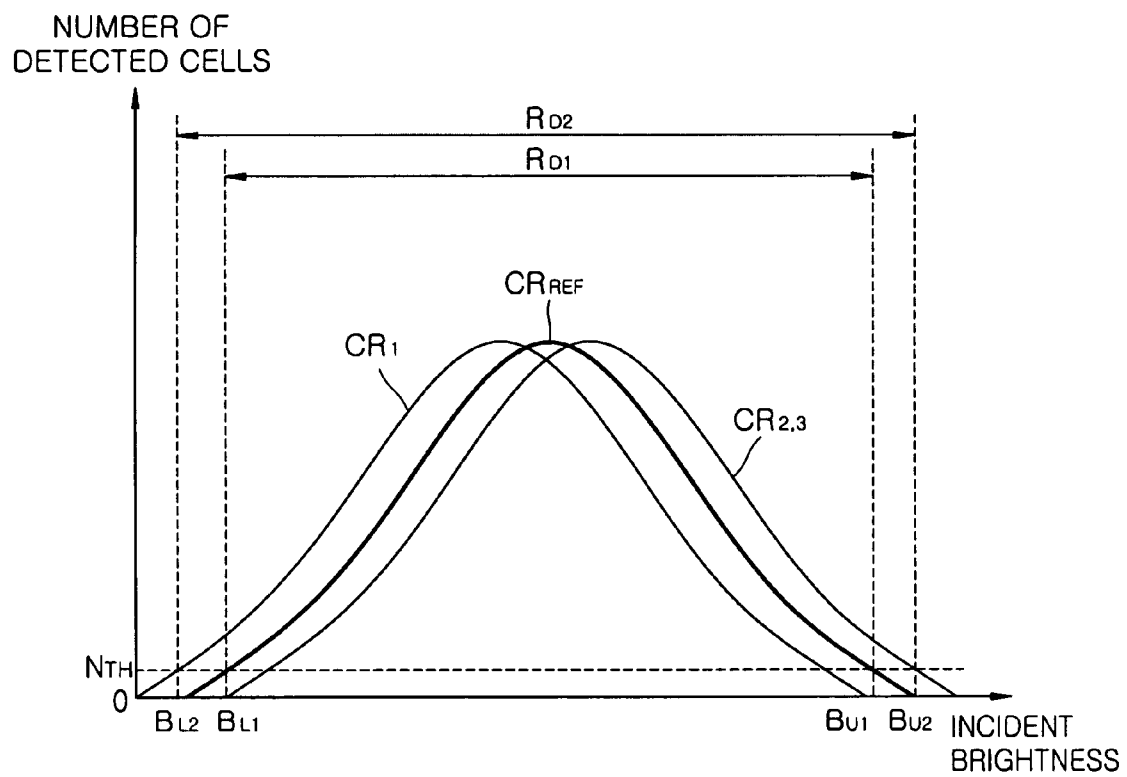 NUMBER OF
DETECTED CELLS
RD2
RD1
CRREF
CR1
CR2,3
NTH
0
BL2
BL1
BU1
BU2
INCIDENT
BRIGHTNESS